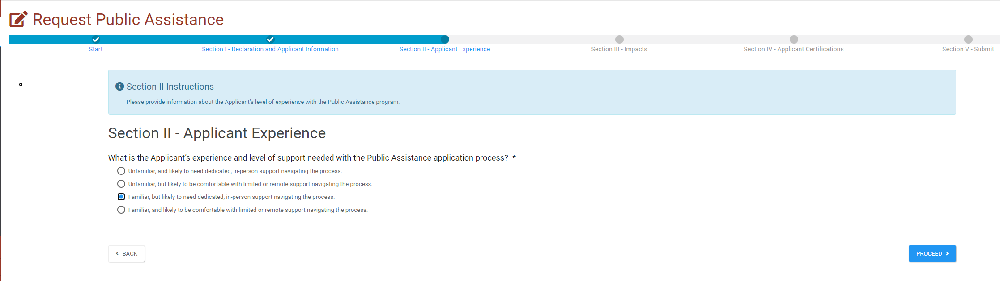 Request Public Assistance
Start
Section I - Declaration and Applicant Information
Section II - Applicant Experience
Section III - Impacts
Section IV - Applicant Certifications
Section V - Submit
Section II Instructions
Please provide information about the Applicant's level of experience with the Public Assistance program.
Section II - Applicant Experience
What is the Applicant's experience and level of support needed with the Public Assistance application process? *
Unfamiliar, and likely to need dedicated, in-person support navigating the process.
Unfamiliar, but likely to be comfortable with limited or remote support navigating the process.
Familiar, but likely to need dedicated, in-person support navigating the process.
Familiar, and likely to be comfortable with limited or remote support navigating the process.
BACK
PROCEED